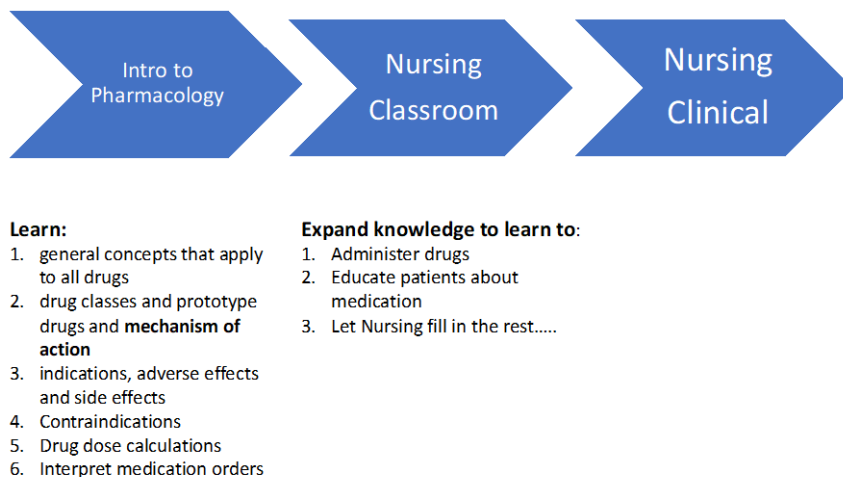 Intro to
Pharmacology
Nursing
Classroom
Nursing
Clinical
Learn:
1. general concepts that apply
to all drugs
2. drug classes and prototype
drugs and mechanism of
action
3. indications, adverse effects
and side effects
4. Contraindications
5. Drug dose calculations
6. Interpret medication orders
Expand knowledge to learn to:
1. Administer drugs
2. Educate patients about
medication
3. Let Nursing fill in the rest.....